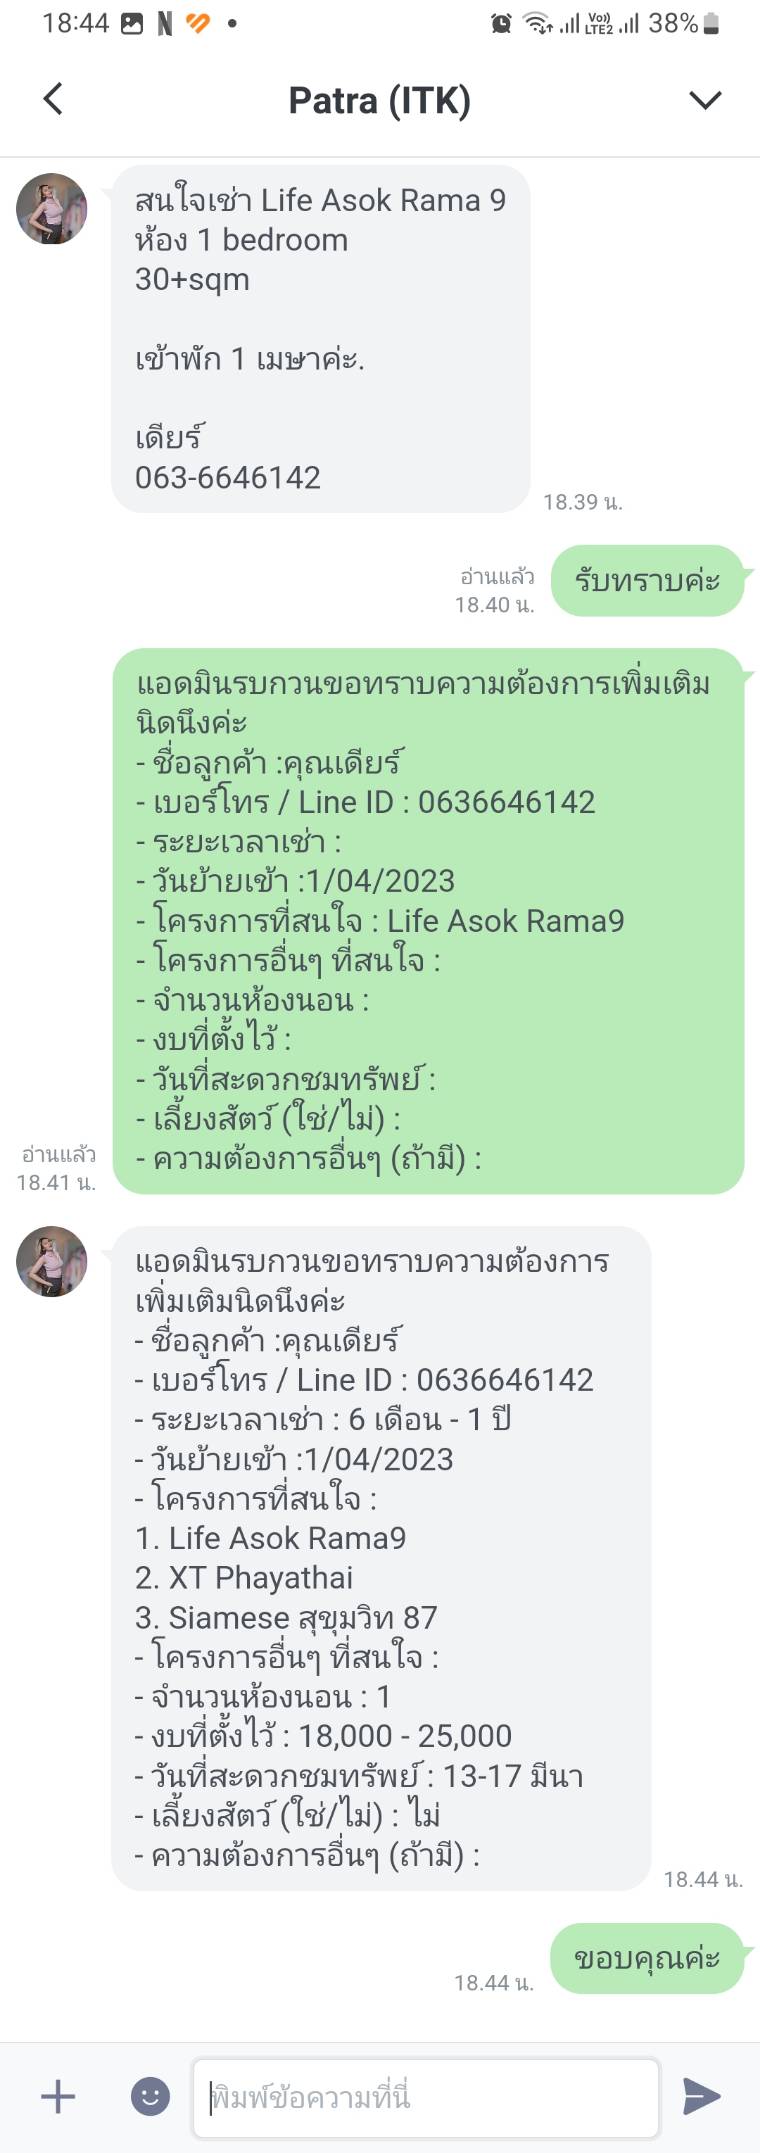 18:44
Vo))
LTE2
38%
Patra (ITK)
สนใจเช่า Life Asok Rama 9
ห้อง 1 bedroom
30+sqm
เข้าพัก 1 เมษาค่ะ.
เดียร์
063-6646142
18.39 น.
รับทราบค่ะ
อ่านแล้ว
18.40 น.
แอดมินรบกวนขอทราบความต้องการเพิ่มเติม
นิดนึงค่ะ
- ชื่อลูกค้า :คุณเดียร์
- เบอร์โทร / Line ID : 0636646142
- ระยะเวลาเช่า :
- วันย้ายเข้า :1/04/2023
- โครงการที่สนใจ : Life Asok Rama9
- โครงการอื่นๆ ที่สนใจ :
- จำนวนห้องนอน :
- งบที่ตั้งไว้ :
- วันที่สะดวกชมทรัพย์ :
- เลี้ยงสัตว์ (ใช่/ไม่) :
- ความต้องการอื่นๆ (ถ้ามี) :
อ่านแล้ว
18.41 น.
แอดมินรบกวนขอทราบความต้องการ
เพิ่มเติมนิดนึงค่ะ
- ชื่อลูกค้า :คุณเดียร์
- เบอร์โทร / Line ID : 0636646142
- ระยะเวลาเช่า : 6 เดือน - 1 ปี
- วันย้ายเข้า :1/04/2023
- โครงการที่สนใจ :
1. Life Asok Rama9
2. XT Phayathai
3. Siamese สุขุมวิท 87
- โครงการอื่นๆ ที่สนใจ :
- จำนวนห้องนอน : 1
- งบที่ตั้งไว้ : 18,000 - 25,000
- วันที่สะดวกชมทรัพย์ : 13-17 มีนา
- เลี้ยงสัตว์ (ใช่/ไม่) : ไม่
- ความต้องการอื่นๆ (ถ้ามี) :
18.44 น.
ขอบคุณค่ะ
18.44 น.
พิมพ์ข้อความที่นี่